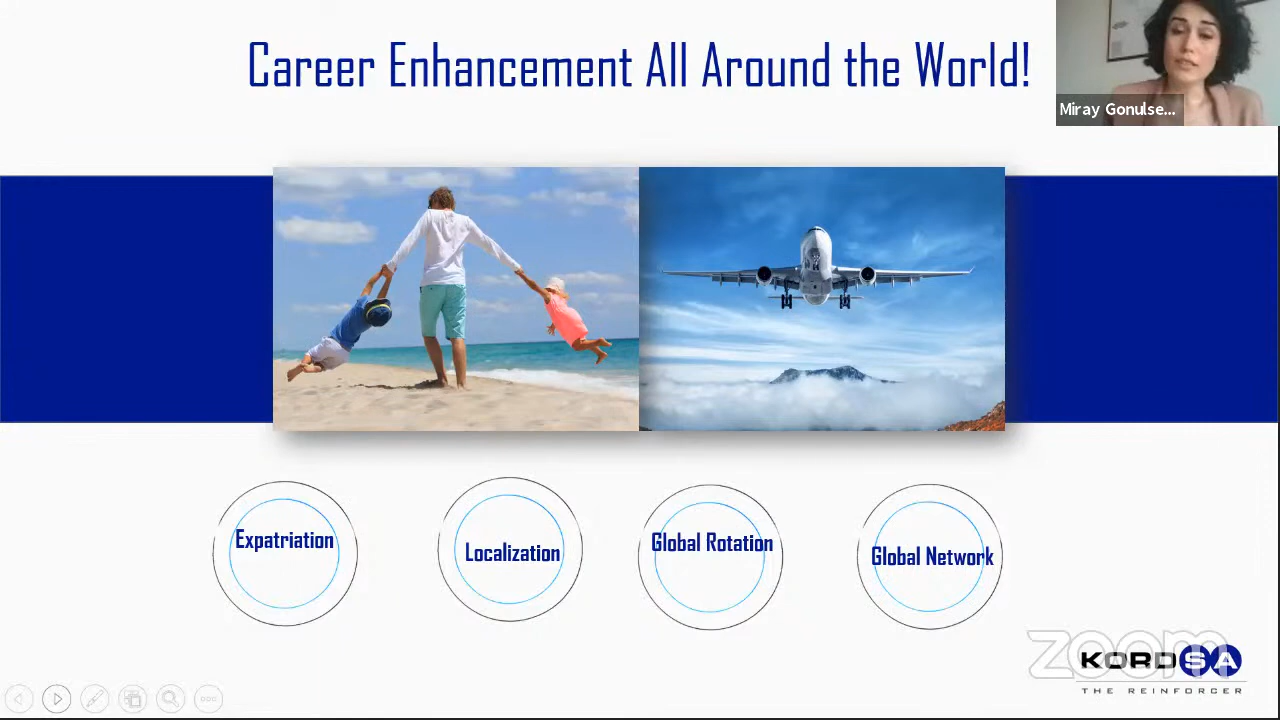 Career Enhancement All Around the World!
Miray Gonulse...
Expatriation
Localization
Global Rotation
Global Network
zoom
KORDSA
THE REINFORCER